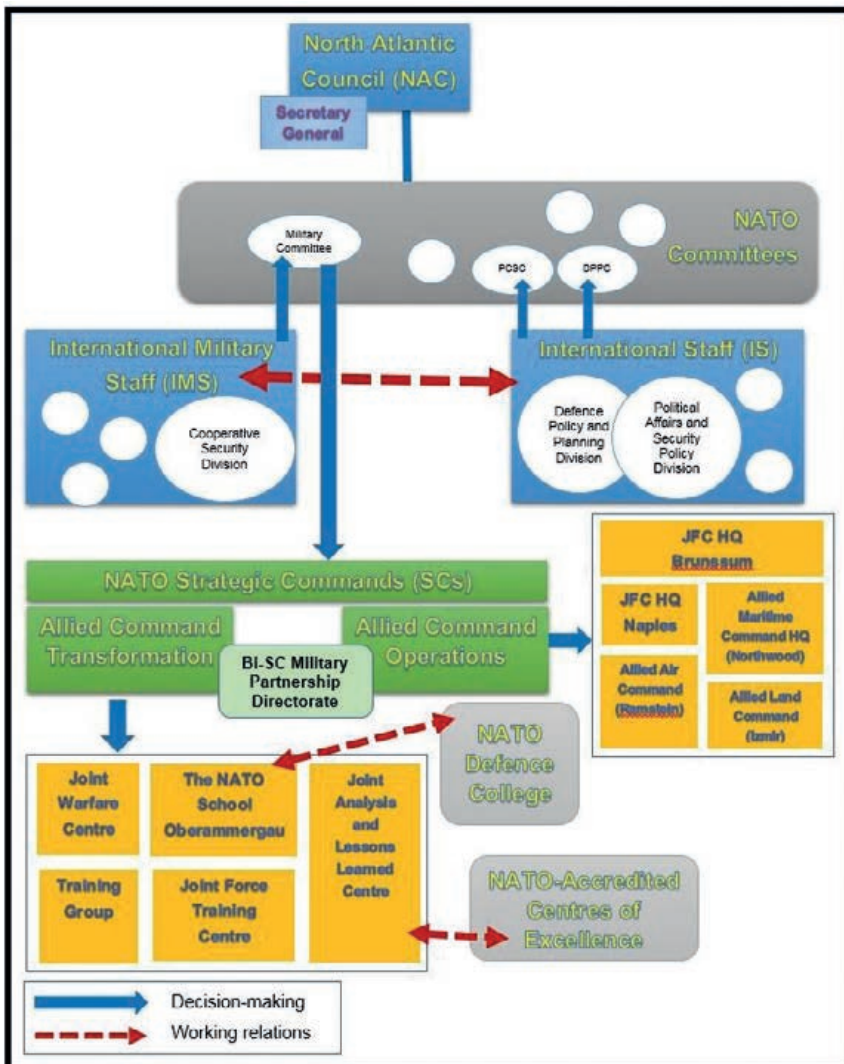 North Atlantic
Council (NAC)
Secretary
General
NATO
Committees
Military
Committee
PCSC
DPPC
International Military
Staff (IMS)
Cooperative
Security
Division
International Staff (IS)
Defence
Policy and
Planning
Division
Political
Affairs and
Security
Policy
Division
NATO Strategic Commands (SCs)
Allied Command
Transformation
Allied Command
Operations
BI-SC Military
Partnership
Directorate
JFC HQ
Brunssum
JFC HQ
Naples
Allied
Maritime
Command HQ
(Northwood)
Allied Air
Command
(Ramstein)
Allied Land
Command
(Izmir)
NATO
Defence
College
Joint
Warfare
Centre
The NATO
School
Oberammergau
Joint
Analysis
and
Lessons
Learned
Centre
Training
Group
Joint Force
Training
Centre
NATO-Accredited
Centres of
Excellence
Decision-making
Working relations